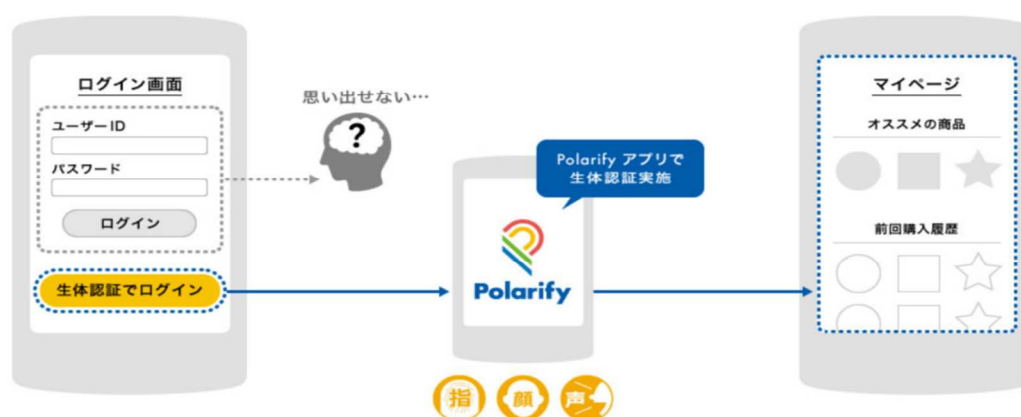 ログイン画面
ユーザーID
パスワード
ログイン
生体認証でログイン
思い出せない…
?
Polarify アプリで
生体認証実施
Polarify
指
顔
声
マイページ
オススメの商品
前回購入履歴